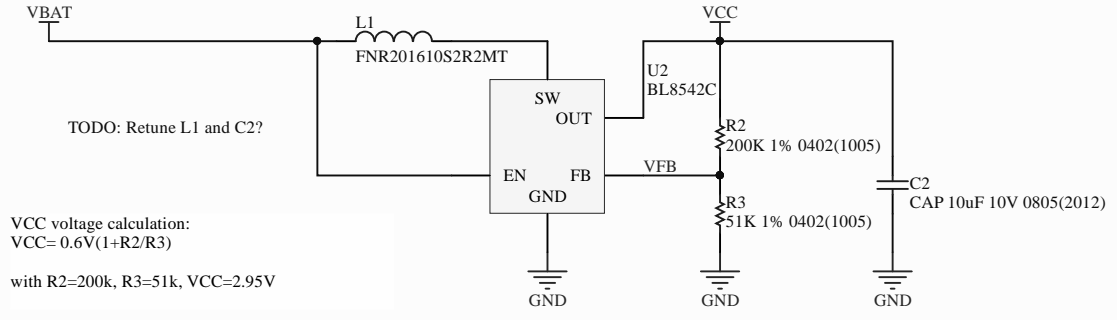 VBAT
VCC
L1
FNR201610S2R2MT
U2
BL8542C
SW
OUT
TODO: Retune L1 and C2?
R2
200K 1% 0402(1005)
VFB
EN
FB
GND
C2
CAP 10uF 10V 0805(2012)
R3
51K 1% 0402(1005)
VCC voltage calculation:
VCC= 0.6V(1+R2/R3)
with R2=200k, R3=51k, VCC=2.95V
GND
GND
GND